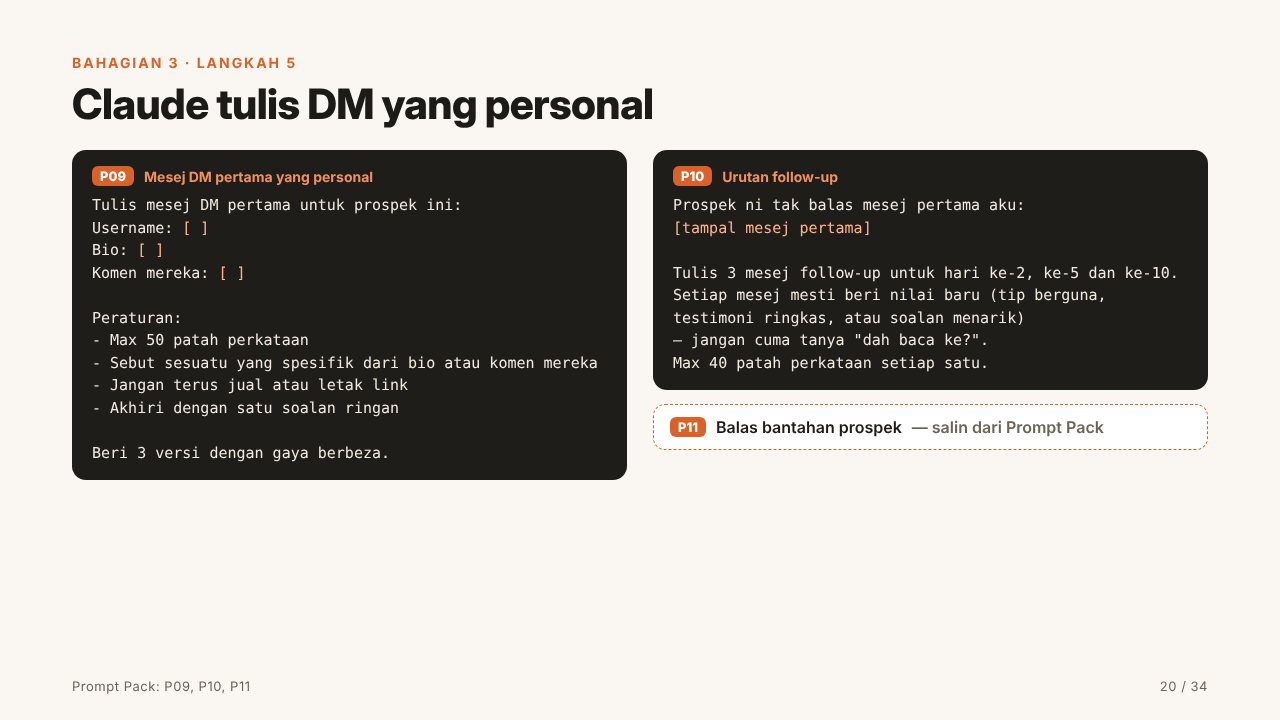 BAHAGIAN 3 · LANGKAH 5
Claude tulis DM yang personal
P09 Mesej DM pertama yang personal
Tulis mesej DM pertama untuk prospek ini:
Username: [ ]
Bio: [ ]
Komen mereka: [ ]
Peraturan:
- Max 50 patah perkataan
- Sebut sesuatu yang spesifik dari bio atau komen mereka
- Jangan terus jual atau letak link
- Akhiri dengan satu soalan ringan
Beri 3 versi dengan gaya berbeza.
P10 Urutan follow-up
Prospek ni tak balas mesej pertama aku:
[tampal mesej pertama]
Tulis 3 mesej follow-up untuk hari ke-2, ke-5 dan ke-10.
Setiap mesej mesti beri nilai baru (tip berguna,
testimoni ringkas, atau soalan menarik)
— jangan cuma tanya "dah baca ke?".
Max 40 patah perkataan setiap satu.
P11 Balas bantahan prospek — salin dari Prompt Pack
Prompt Pack: P09, P10, P11
20 / 34